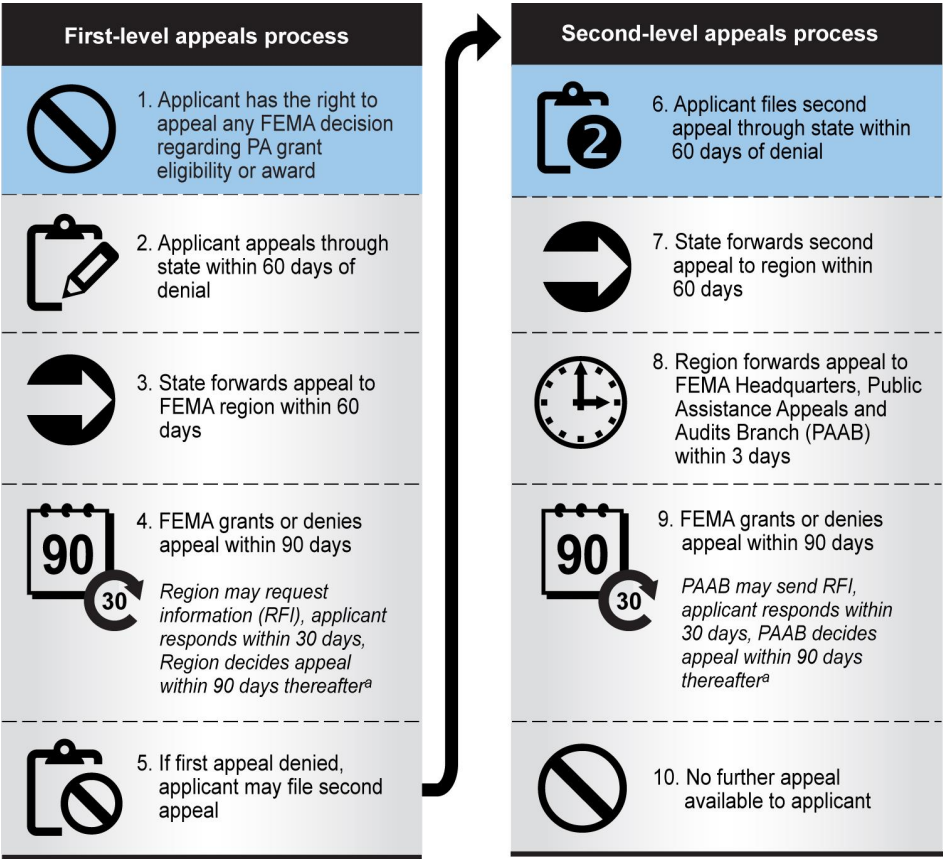 First-level appeals process
1. Applicant has the right to
appeal any FEMA decision
regarding PA grant
eligibility or award
2. Applicant appeals through
state within 60 days of
denial
3. State forwards appeal to
FEMA region within 60
days
90
30
4. FEMA grants or denies
appeal within 90 days
Region may request
information (RFI), applicant
responds within 30 days,
Region decides appeal
within 90 days thereafterᵃ
5. If first appeal denied,
applicant may file second
appeal
Second-level appeals process
2
6. Applicant files second
appeal through state within
60 days of denial
7. State forwards second
appeal to region within
60 days
8. Region forwards appeal to
FEMA Headquarters, Public
Assistance Appeals and
Audits Branch (PAAB)
within 3 days
90
30
9. FEMA grants or denies
appeal within 90 days
PAAB may send RFI,
applicant responds within
30 days, PAAB decides
appeal within 90 days
thereafterᵃ
10. No further appeal
available to applicant